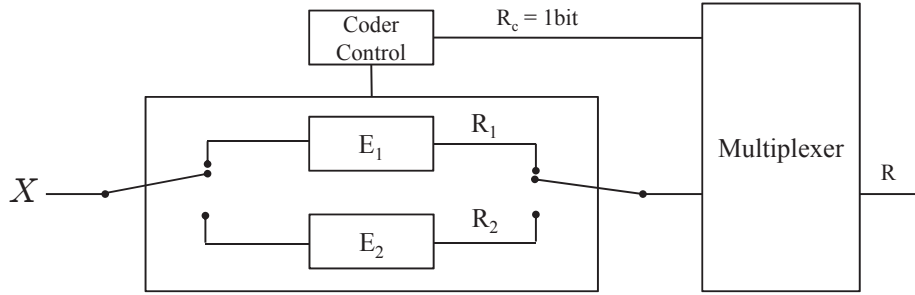 Coder
Control
R_c = 1bit
E_1
R_1
Multiplexer
X
R
R_2
E_2